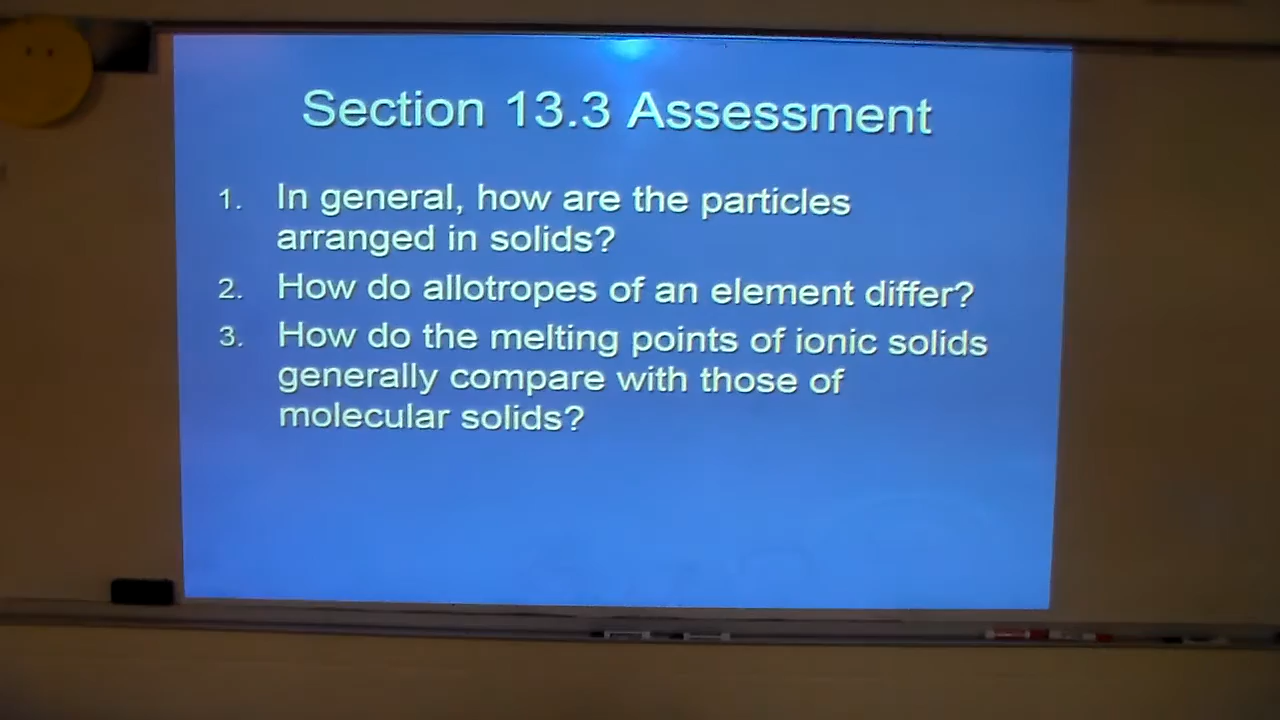 Section 13.3 Assessment
1. In general, how are the particles
arranged in solids?
2. How do allotropes of an element differ?
3. How do the melting points of ionic solids
generally compare with those of
molecular solids?